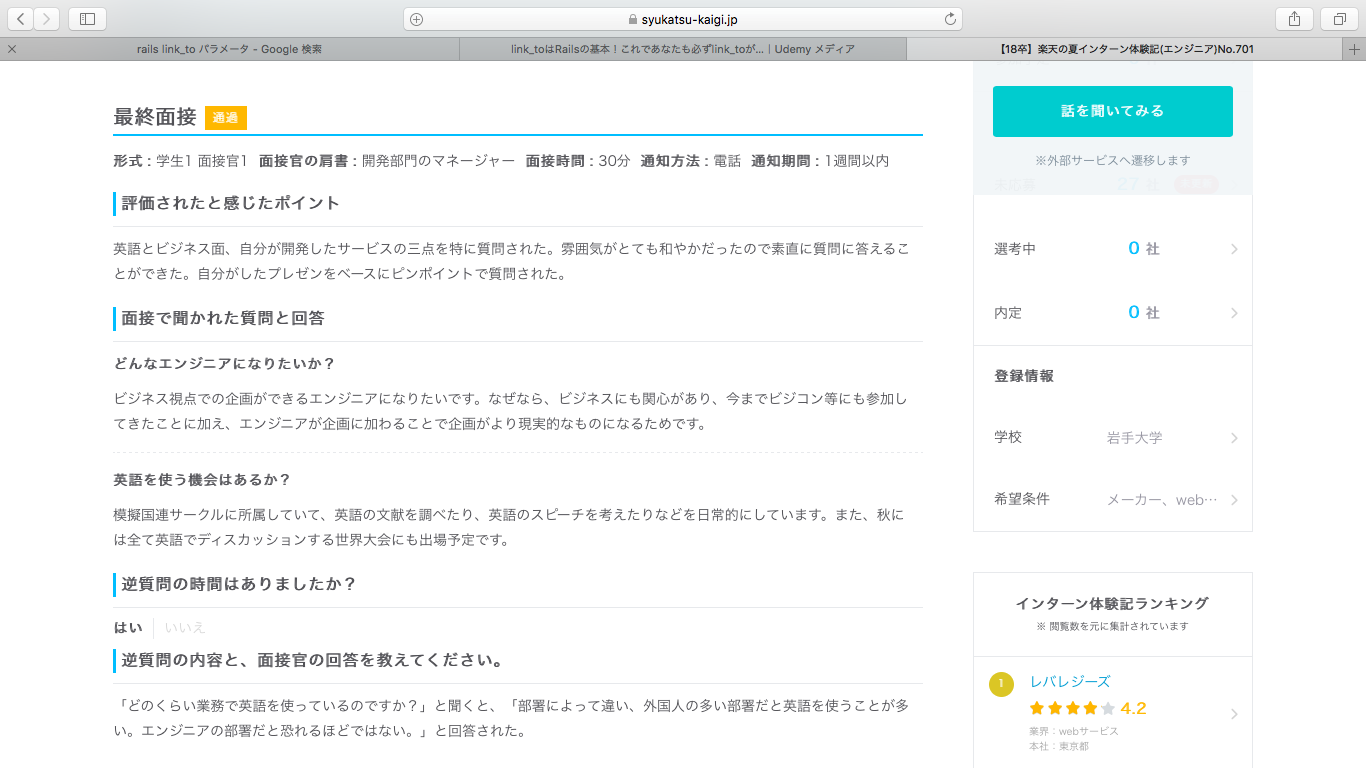 syukatsu-kaigi.jp
rails link_to パラメータ - Google 検索
link_toはRailsの基本！これであなたも必ずlink_toが... | Udemy メディア
【18卒】楽天の夏インターン体験記(エンジニア)No.701
最終面接 通過
形式 : 学生1 面接官1 面接官の肩書 : 開発部門のマネージャー 面接時間 : 30分 通知方法 : 電話 通知期間 : 1週間以内
評価されたと感じたポイント
英語とビジネス面、自分が開発したサービスの三点を特に質問された。雰囲気がとても和やかだったので素直に質問に答えるこ
とができた。自分がしたプレゼンをベースにピンポイントで質問された。
面接で聞かれた質問と回答
どんなエンジニアになりたいか？
ビジネス視点での企画ができるエンジニアになりたいです。なぜなら、ビジネスにも関心があり、今までビジコン等にも参加し
てきたことに加え、エンジニアが企画に加わることで企画がより現実的なものになるためです。
英語を使う機会はあるか？
模擬国連サークルに所属していて、英語の文献を調べたり、英語のスピーチを考えたりなどを日常的にしています。また、秋に
は全て英語でディスカッションする世界大会にも出場予定です。
逆質問の時間はありましたか？
はい いいえ
逆質問の内容と、面接官の回答を教えてください。
「どのくらい業務で英語を使っているのですか？」と聞くと、「部署によって違い、外国人の多い部署だと英語を使うことが多
い。エンジニアの部署だと恐れるほどではない。」と回答された。
話を聞いてみる
※外部サービスへ遷移します
27 社
選考中 0 社
内定 0 社
登録情報
学校 岩手大学
希望条件 メーカー、web…
インターン体験記ランキング
※ 閲覧数を元に集計されています
1 レバレジーズ
4.2
業界：webサービス
本社：東京都